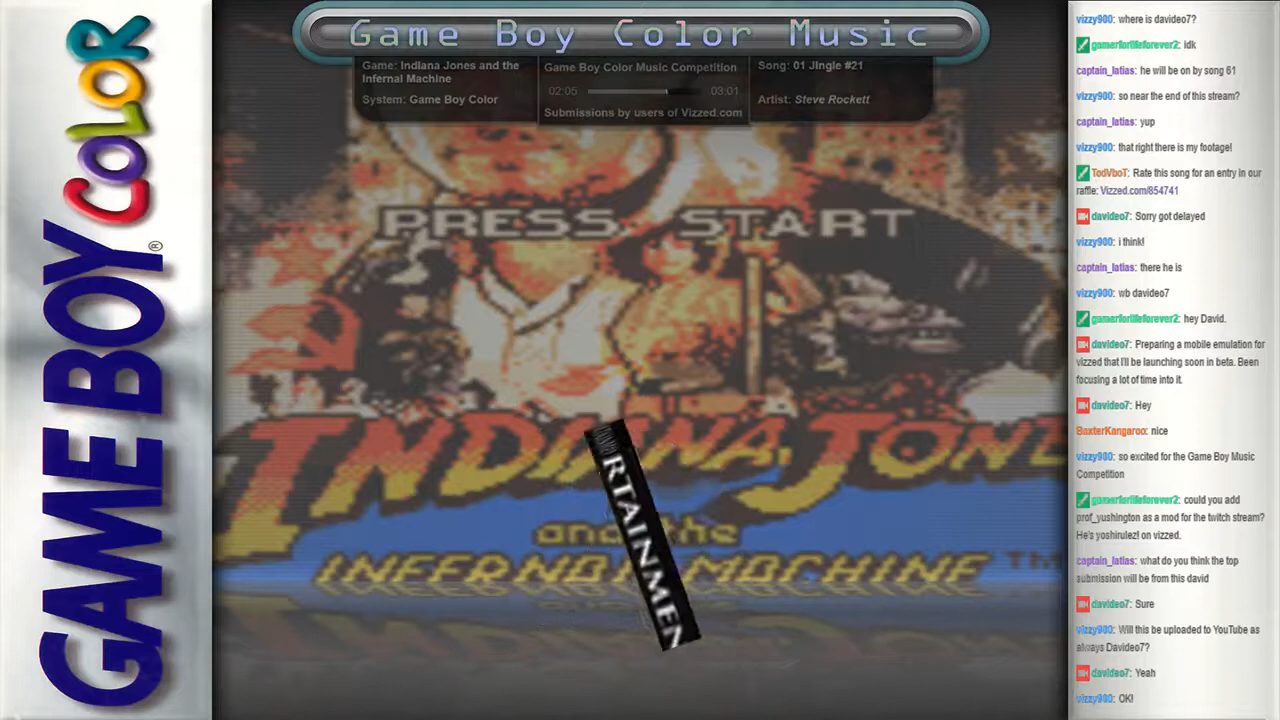 Game Boy Color Music
Game: Indiana Jones and the
Infernal Machine
System: Game Boy Color
Game Boy Color Music Competition
02:05
03:01
Submissions by users of Vizzed.com
Song: 01 Jingle #21
Artist: Steve Rockett
GAME BOY COLOR®
PRESS START
INDIANA JONE
and the
INFERNAL MACHINE™
RTAINMEN
vizzy900: where is davideo7?
gamerforlifeforever2: idk
captain_latias: he will be on by song 61
vizzy900: so near the end of this stream?
captain_latias: yup
vizzy900: that right there is my footage!
TodVboT: Rate this song for an entry in our
raffle: Vizzed.com/854741
davideo7: Sorry got delayed
vizzy900: i think!
captain_latias: there he is
vizzy900: wb davideo7
gamerforlifeforever2: hey David.
davideo7: Preparing a mobile emulation for
vizzed that I'll be launching soon in beta. Been
focusing a lot of time into it.
davideo7: Hey
BaxterKangaroo: nice
vizzy900: so excited for the Game Boy Music
Competition
gamerforlifeforever2: could you add
prof_yushington as a mod for the twitch stream?
He's yoshirulez! on vizzed.
captain_latias: what do you think the top
submission will be from this david
davideo7: Sure
vizzy900: Will this be uploaded to YouTube as
always Davideo7?
davideo7: Yeah
vizzy900: OK!